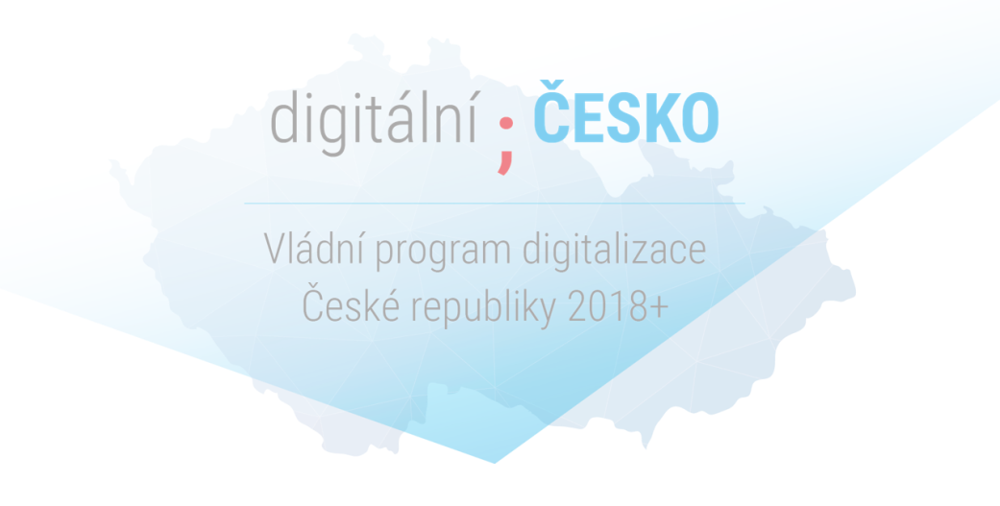 digitální ; ČESKO
Vládní program digitalizace
České republiky 2018+